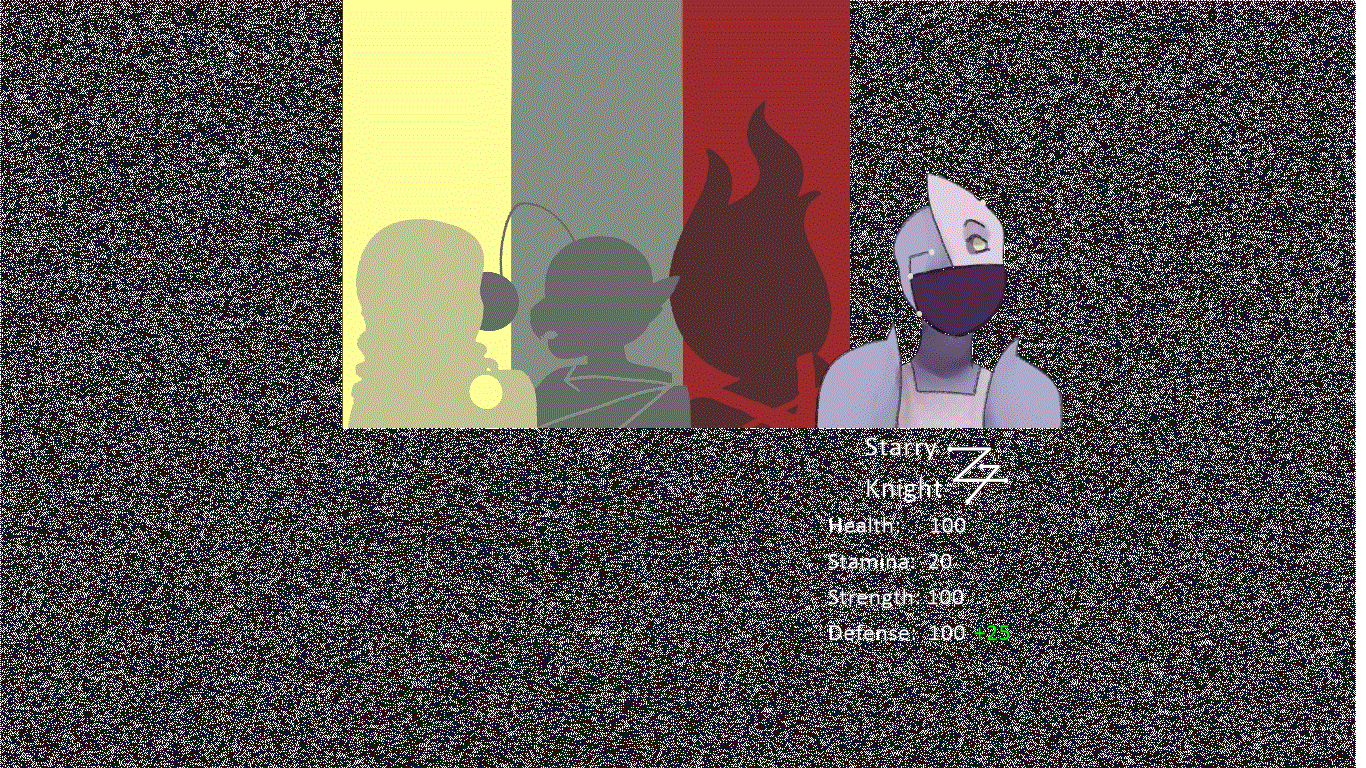 Starry
Knight
Health: 100
Stamina: 20
Strength: 100
Defense: 100 +25